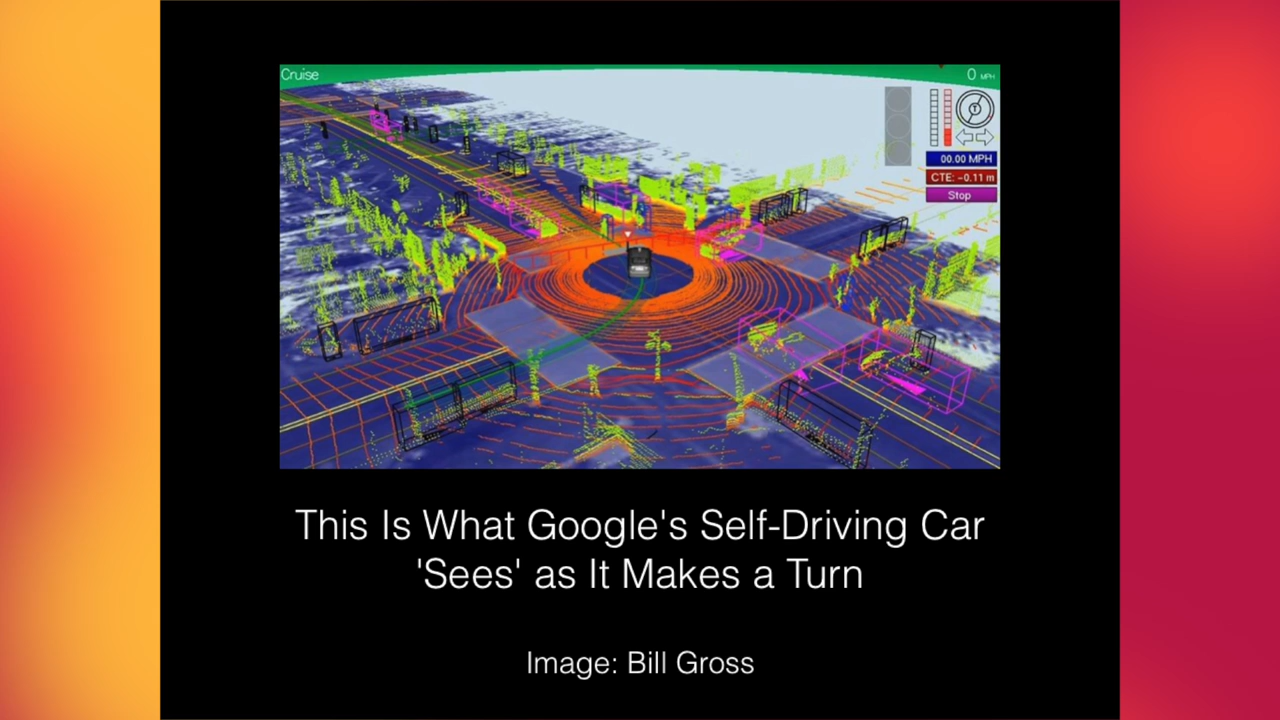 Cruise
0 MPH
00.00 MPH
CTE: -0.11 m
Stop
This Is What Google's Self-Driving Car
'Sees' as It Makes a Turn
Image: Bill Gross